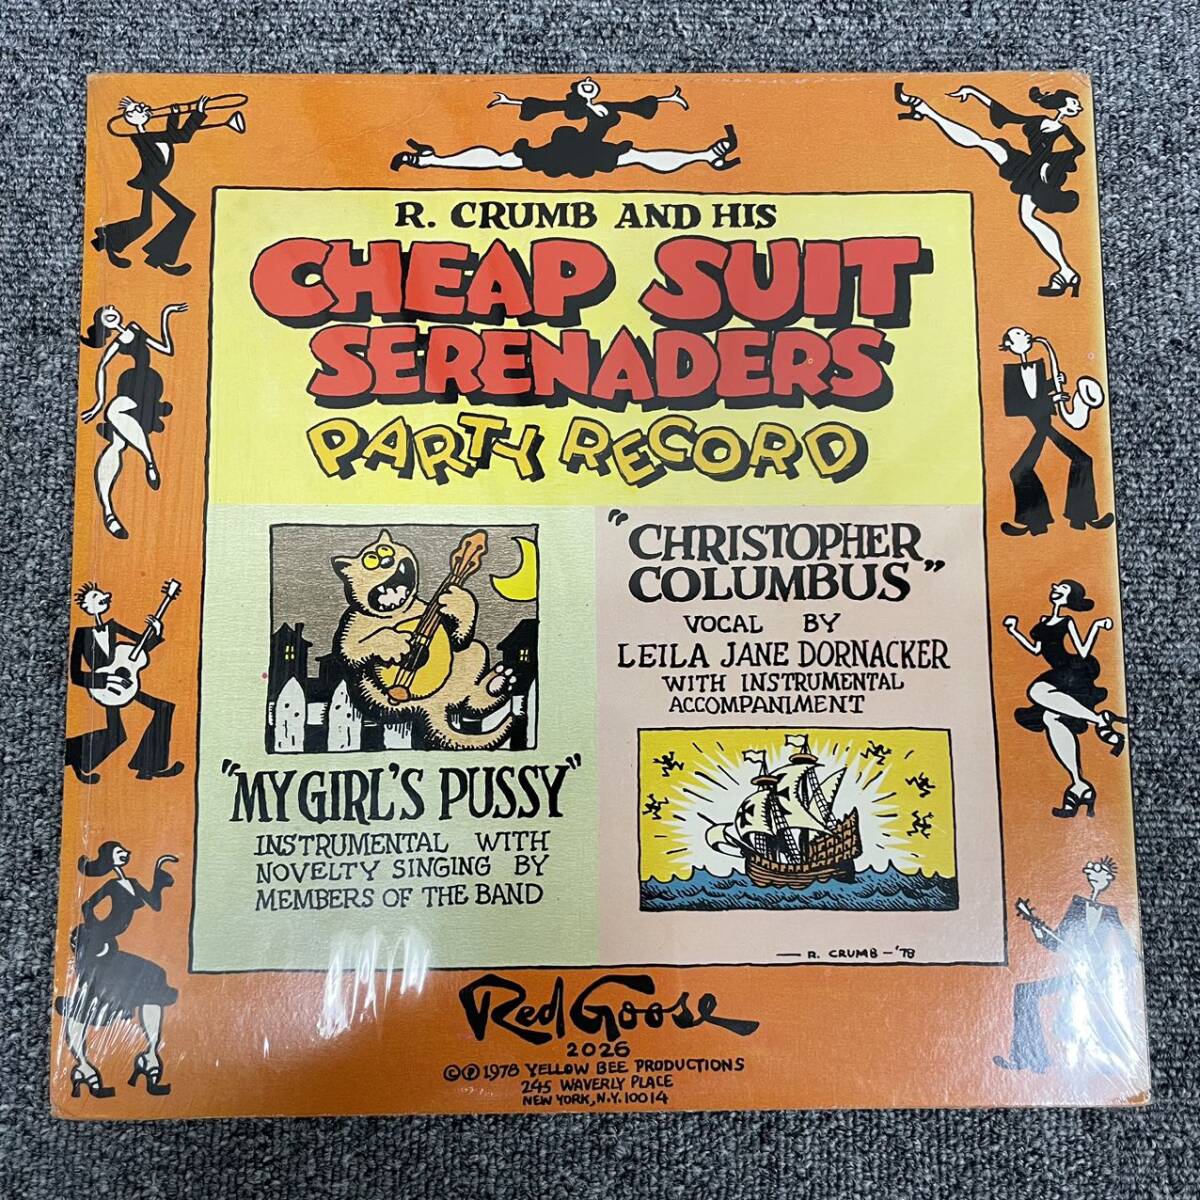 R. CRUMB AND HIS
CHEAP SUIT
SERENADERS
PARTY RECORD
"MY GIRL'S PUSSY"
INSTRUMENTAL WITH
NOVELTY SINGING BY
MEMBERS OF THE BAND
"CHRISTOPHER
COLUMBUS"
VOCAL BY
LEILA JANE DORNACKER
WITH INSTRUMENTAL
ACCOMPANIMENT
— R. CRUMB – '78
Red Goose
2026
©℗1978 YELLOW BEE PRODUCTIONS
245 WAVERLY PLACE
NEW YORK, N.Y. 10014